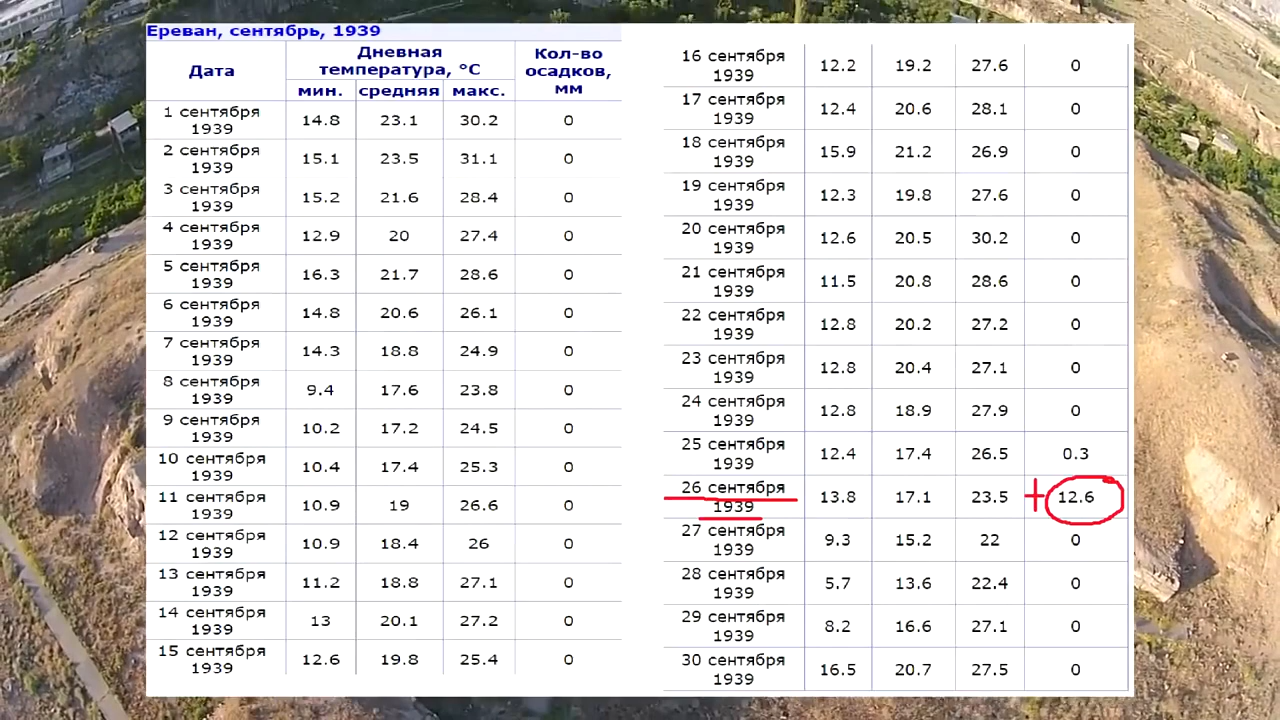 Ереван, сентябрь, 1939
Дата
Дневная температура, °C
Кол-во осадков, мм
мин. средняя макс.
1 сентября 1939 14.8 23.1 30.2 0
2 сентября 1939 15.1 23.5 31.1 0
3 сентября 1939 15.2 21.6 28.4 0
4 сентября 1939 12.9 20 27.4 0
5 сентября 1939 16.3 21.7 28.6 0
6 сентября 1939 14.8 20.6 26.1 0
7 сентября 1939 14.3 18.8 24.9 0
8 сентября 1939 9.4 17.6 23.8 0
9 сентября 1939 10.2 17.2 24.5 0
10 сентября 1939 10.4 17.4 25.3 0
11 сентября 1939 10.9 19 26.6 0
12 сентября 1939 10.9 18.4 26 0
13 сентября 1939 11.2 18.8 27.1 0
14 сентября 1939 13 20.1 27.2 0
15 сентября 1939 12.6 19.8 25.4 0
16 сентября 1939 12.2 19.2 27.6 0
17 сентября 1939 12.4 20.6 28.1 0
18 сентября 1939 15.9 21.2 26.9 0
19 сентября 1939 12.3 19.8 27.6 0
20 сентября 1939 12.6 20.5 30.2 0
21 сентября 1939 11.5 20.8 28.6 0
22 сентября 1939 12.8 20.2 27.2 0
23 сентября 1939 12.8 20.4 27.1 0
24 сентября 1939 12.8 18.9 27.9 0
25 сентября 1939 12.4 17.4 26.5 0.3
26 сентября 1939 13.8 17.1 23.5 + 12.6
27 сентября 1939 9.3 15.2 22 0
28 сентября 1939 5.7 13.6 22.4 0
29 сентября 1939 8.2 16.6 27.1 0
30 сентября 1939 16.5 20.7 27.5 0